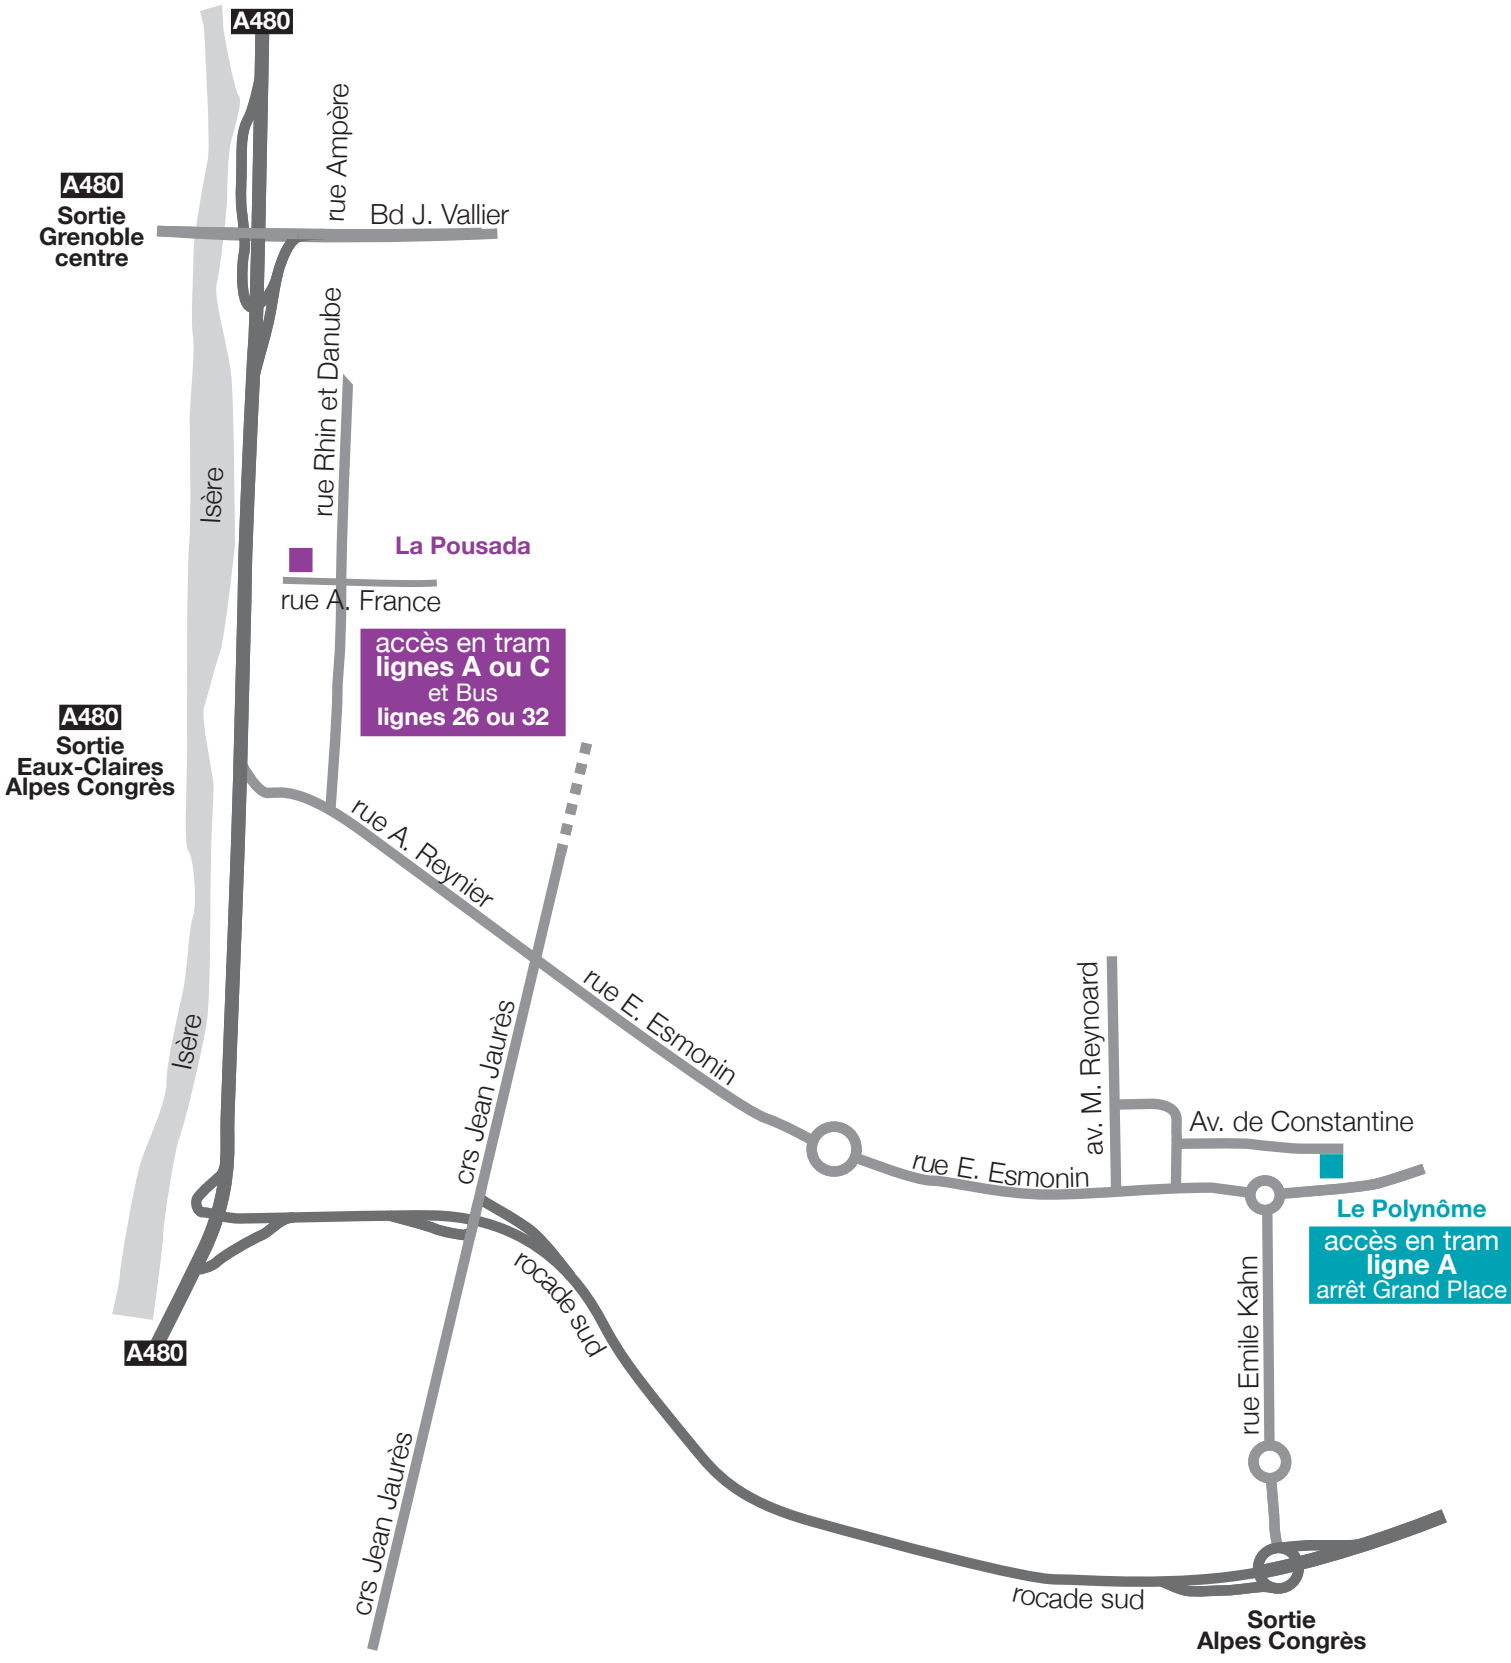 A480
rue Ampère
A480
Sortie
Grenoble
centre
Bd J. Vallier
rue Rhin et Danube
Isère
La Pousada
rue A. France
accès en tram
lignes A ou C
et Bus
lignes 26 ou 32
A480
Sortie
Eaux-Claires
Alpes Congrès
rue A. Reynier
rue E. Esmonin
Isère
crs Jean Jaurès
av. M. Reynoard
Av. de Constantine
rue E. Esmonin
Le Polynôme
accès en tram
ligne A
arrêt Grand Place
rocade sud
A480
rue Emile Kahn
crs Jean Jaurès
rocade sud
Sortie
Alpes Congrès